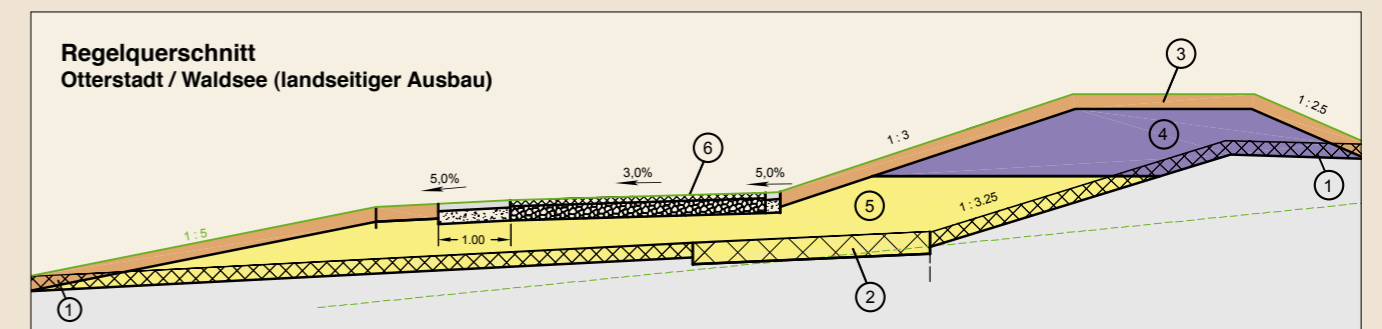 Regelquerschnitt
Otterstadt / Waldsee (landseitiger Ausbau)
3
1 : 2.5
1 : 3
4
6
5,0%
3,0%
5,0%
1
5
1 : 3.25
1 : 5
1.00
2
1